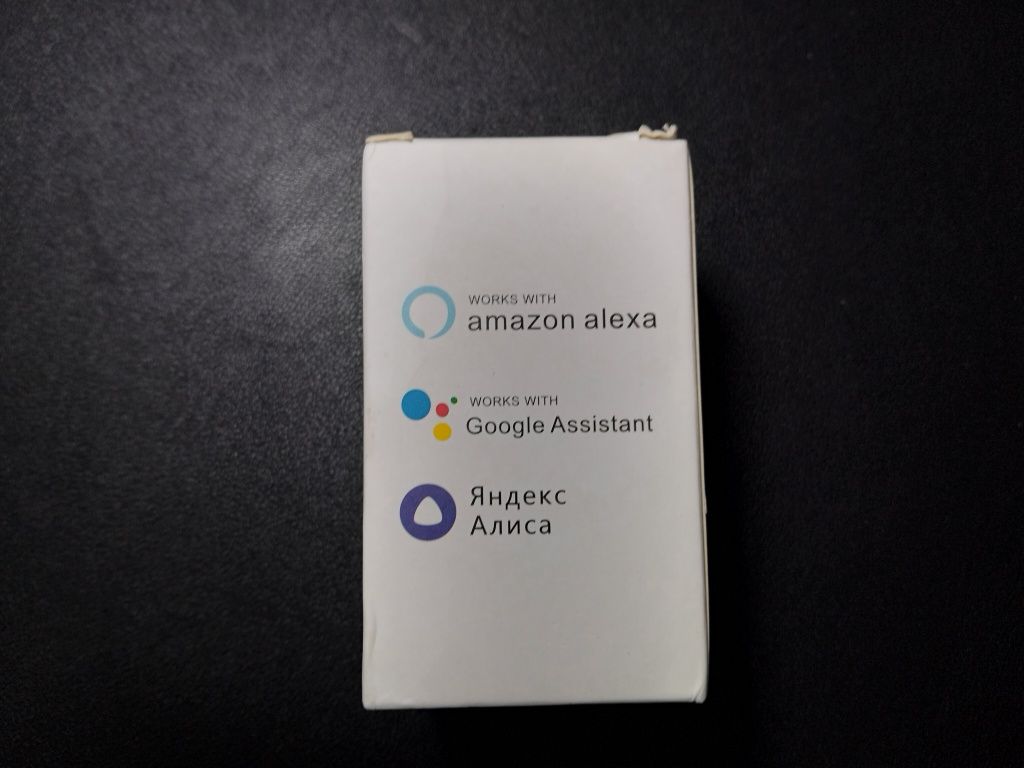 WORKS WITH
amazon alexa
WORKS WITH
Google Assistant
Яндекс
Алиса